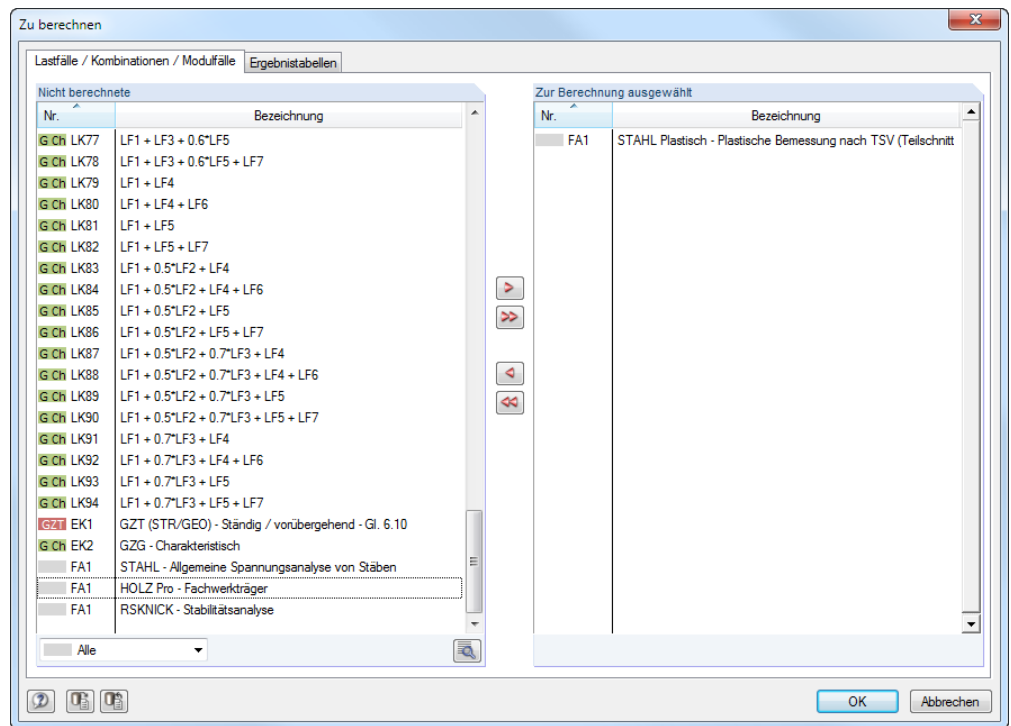 Zu berechnen
Lastfälle / Kombinationen / Modulfälle Ergebnistabellen
Nicht berechnete
Nr. Bezeichnung
G Ch LK77 LF1 + LF3 + 0.6*LF5
G Ch LK78 LF1 + LF3 + 0.6*LF5 + LF7
G Ch LK79 LF1 + LF4
G Ch LK80 LF1 + LF4 + LF6
G Ch LK81 LF1 + LF5
G Ch LK82 LF1 + LF5 + LF7
G Ch LK83 LF1 + 0.5*LF2 + LF4
G Ch LK84 LF1 + 0.5*LF2 + LF4 + LF6
G Ch LK85 LF1 + 0.5*LF2 + LF5
G Ch LK86 LF1 + 0.5*LF2 + LF5 + LF7
G Ch LK87 LF1 + 0.5*LF2 + 0.7*LF3 + LF4
G Ch LK88 LF1 + 0.5*LF2 + 0.7*LF3 + LF4 + LF6
G Ch LK89 LF1 + 0.5*LF2 + 0.7*LF3 + LF5
G Ch LK90 LF1 + 0.5*LF2 + 0.7*LF3 + LF5 + LF7
G Ch LK91 LF1 + 0.7*LF3 + LF4
G Ch LK92 LF1 + 0.7*LF3 + LF4 + LF6
G Ch LK93 LF1 + 0.7*LF3 + LF5
G Ch LK94 LF1 + 0.7*LF3 + LF5 + LF7
GZT EK1 GZT (STR/GEO) - Ständig / vorübergehend - Gl. 6.10
G Ch EK2 GZG - Charakteristisch
FA1 STAHL - Allgemeine Spannungsanalyse von Stäben
FA1 HOLZ Pro - Fachwerkträger
FA1 RSKNICK - Stabilitätsanalyse
Alle
Zur Berechnung ausgewählt
Nr. Bezeichnung
FA1 STAHL Plastisch - Plastische Bemessung nach TSV (Teilschnitt
OK Abbrechen